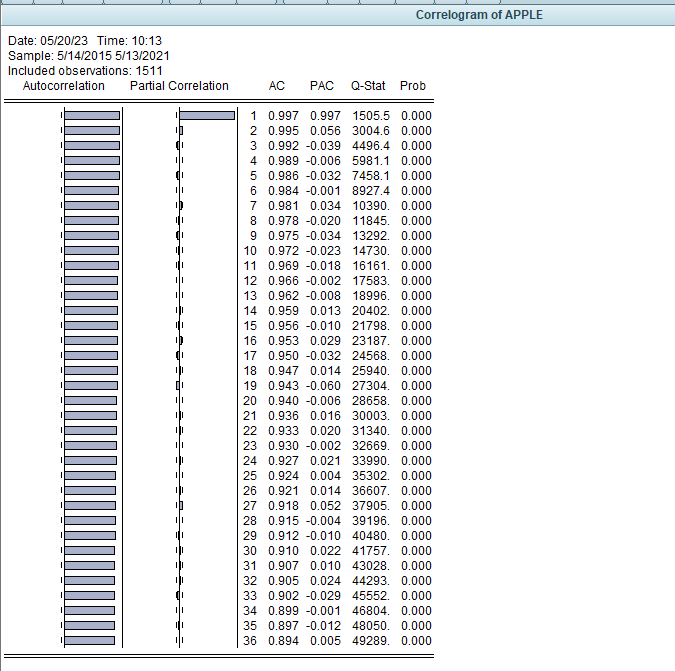 Correlogram of APPLE
Date: 05/20/23 Time: 10:13
Sample: 5/14/2015 5/13/2021
Included observations: 1511
Autocorrelation Partial Correlation AC PAC Q-Stat Prob
1 0.997 0.997 1505.5 0.000
2 0.995 0.056 3004.6 0.000
3 0.992 -0.039 4496.4 0.000
4 0.989 -0.006 5981.1 0.000
5 0.986 -0.032 7458.1 0.000
6 0.984 -0.001 8927.4 0.000
7 0.981 0.034 10390. 0.000
8 0.978 -0.020 11845. 0.000
9 0.975 -0.034 13292. 0.000
10 0.972 -0.023 14730. 0.000
11 0.969 -0.018 16161. 0.000
12 0.966 -0.002 17583. 0.000
13 0.962 -0.008 18996. 0.000
14 0.959 0.013 20402. 0.000
15 0.956 -0.010 21798. 0.000
16 0.953 0.029 23187. 0.000
17 0.950 -0.032 24568. 0.000
18 0.947 0.014 25940. 0.000
19 0.943 -0.060 27304. 0.000
20 0.940 -0.006 28658. 0.000
21 0.936 0.016 30003. 0.000
22 0.933 0.020 31340. 0.000
23 0.930 -0.002 32669. 0.000
24 0.927 0.021 33990. 0.000
25 0.924 0.004 35302. 0.000
26 0.921 0.014 36607. 0.000
27 0.918 0.052 37905. 0.000
28 0.915 -0.004 39196. 0.000
29 0.912 -0.010 40480. 0.000
30 0.910 0.022 41757. 0.000
31 0.907 0.010 43028. 0.000
32 0.905 0.024 44293. 0.000
33 0.902 -0.029 45552. 0.000
34 0.899 -0.001 46804. 0.000
35 0.897 -0.012 48050. 0.000
36 0.894 0.005 49289. 0.000